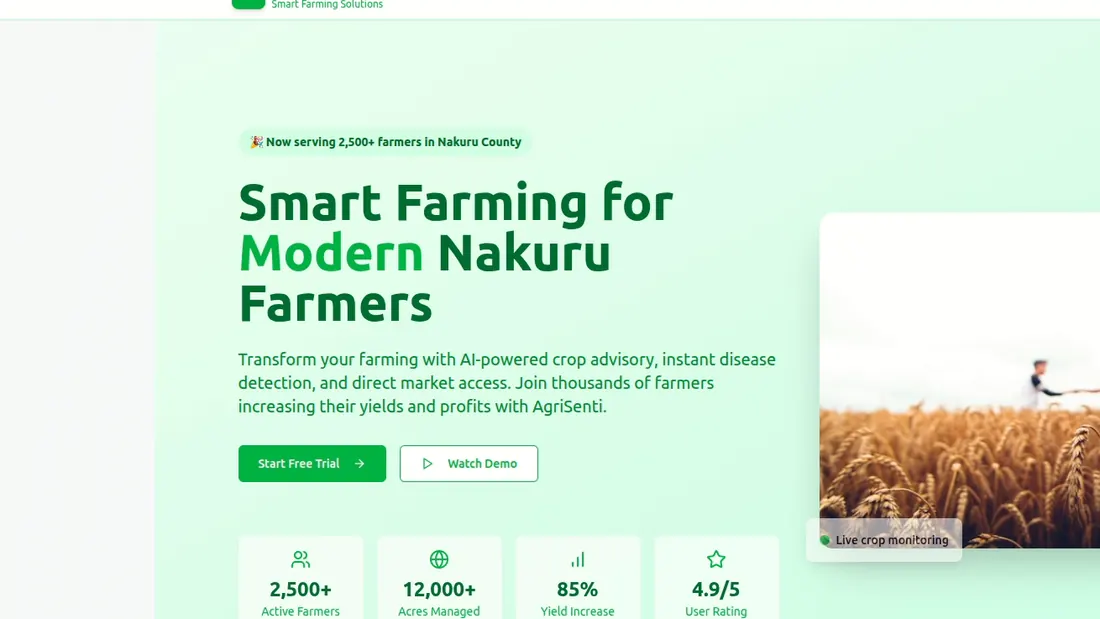 Smart Farming Solutions
🎉 Now serving 2,500+ farmers in Nakuru County
Smart Farming for
Modern Nakuru
Farmers
Transform your farming with AI-powered crop advisory, instant disease
detection, and direct market access. Join thousands of farmers
increasing their yields and profits with AgriSenti.
Start Free Trial →
Watch Demo
Live crop monitoring
2,500+
Active Farmers
12,000+
Acres Managed
85%
Yield Increase
4.9/5
User Rating